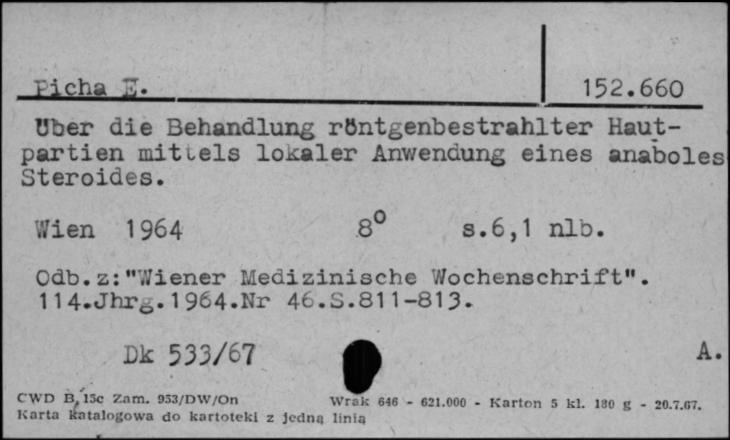 Picha E. 152.660
Über die Behandlung röntgenbestrahlter Haut-
partien mittels lokaler Anwendung eines anaboles
Steroides.
Wien 1964 8⁰ s.6,1 nlb.
Odb.z:"Wiener Medizinische Wochenschrift".
114.Jhrg.1964.Nr 46.S.811-813.
Dk 533/67 A.
CWD B, 15c Zam. 953/DW/On Wrak 646 - 621.000 - Karton 5 kl. 180 g - 20.7.67.
Karta katalogowa do kartoteki z jedną linią